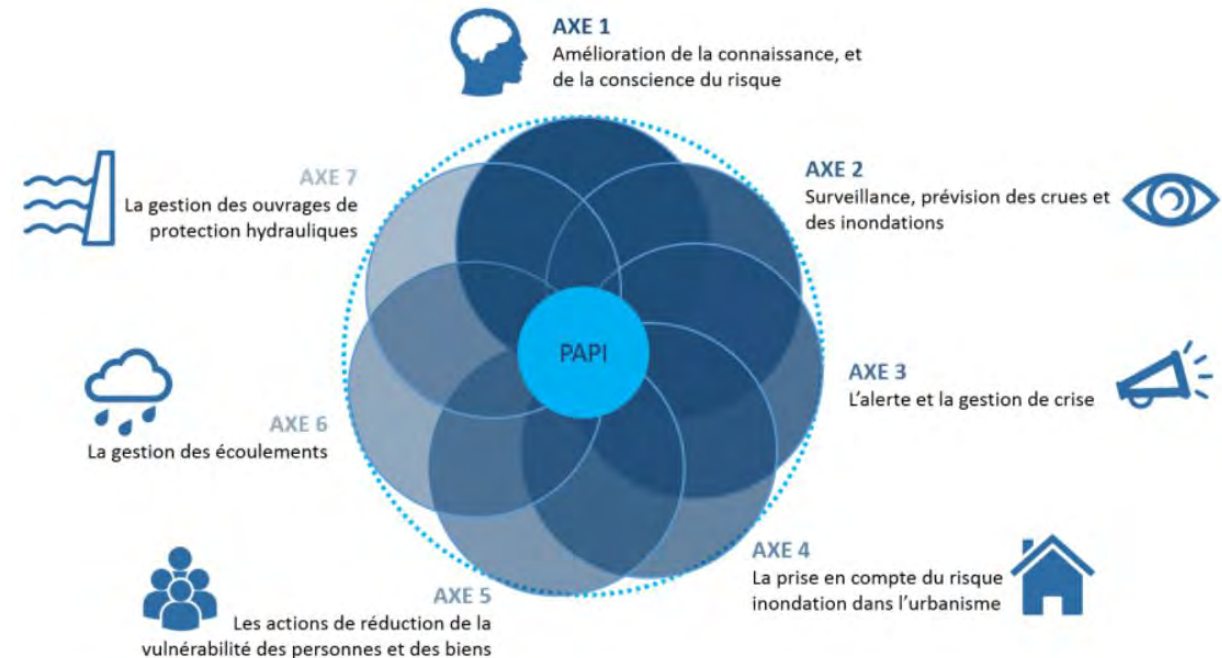 AXE 1
Amélioration de la connaissance, et
de la conscience du risque
AXE 2
Surveillance, prévision des crues et
des inondations
AXE 3
L'alerte et la gestion de crise
AXE 4
La prise en compte du risque
inondation dans l'urbanisme
AXE 5
Les actions de réduction de la
vulnérabilité des personnes et des biens
AXE 6
La gestion des écoulements
AXE 7
La gestion des ouvrages de
protection hydrauliques
PAPI